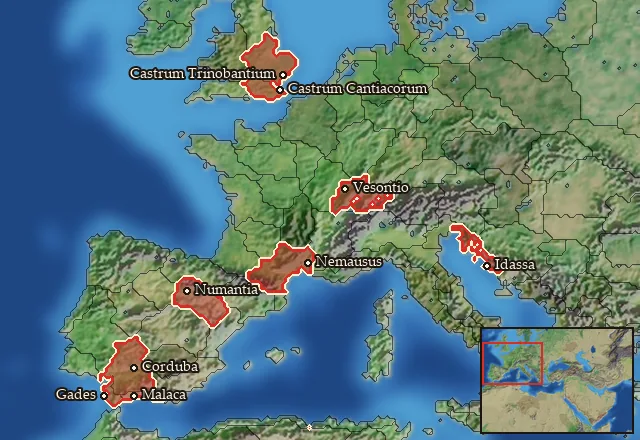 Castrum Trinobantium
Castrum Cantiacorum
Vesontio
Nemausus
Idassa
Numantia
Corduba
Gades
Malaca